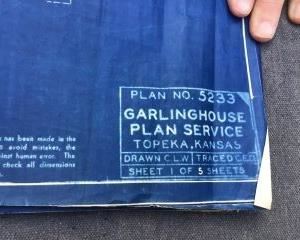 has been made in the
avoid mistakes, the
against human error. The
check all dimensions
PLAN NO. 5233
GARLINGHOUSE
PLAN SERVICE
TOPEKA, KANSAS
DRAWN C.L.W. TRACED
SHEET 1 OF 5 SHEETS